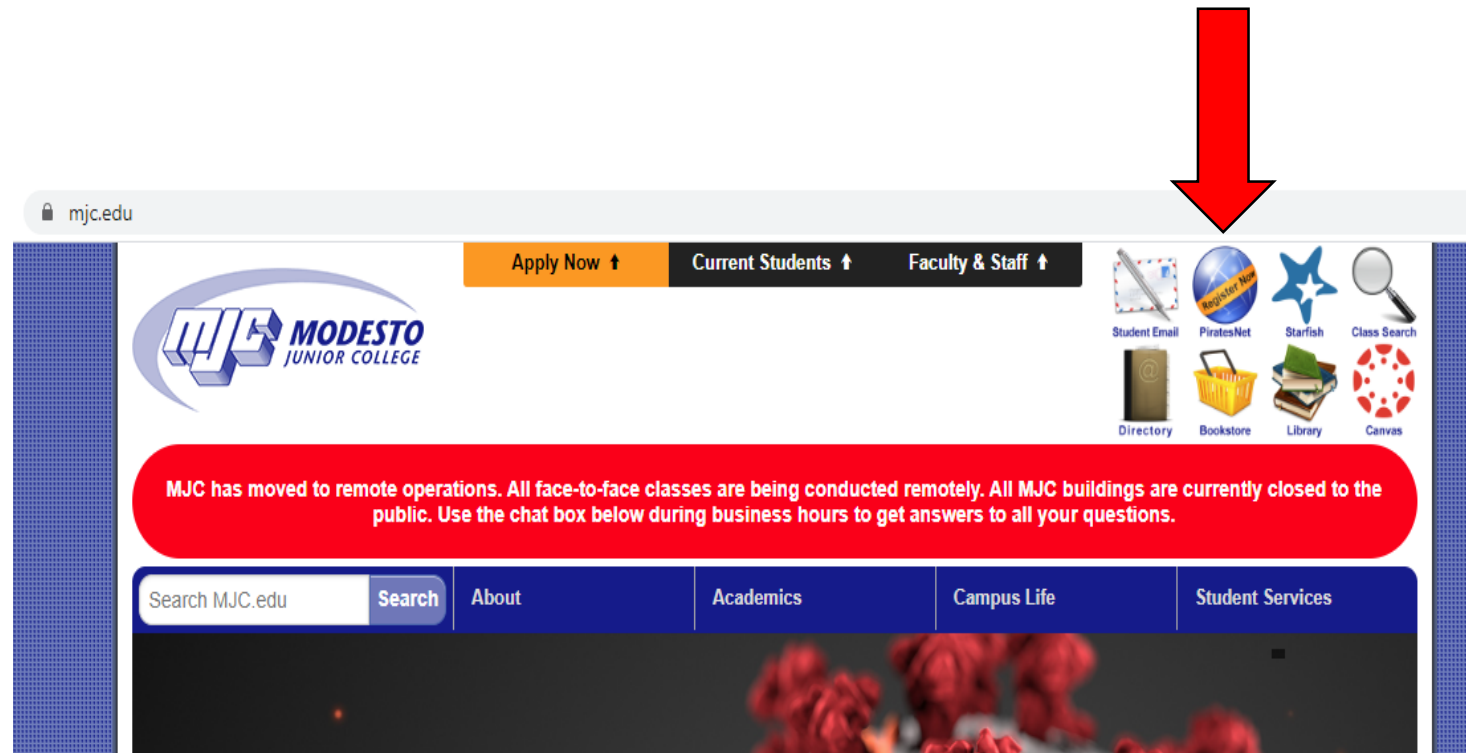 mjc.edu
Apply Now ⬆ Current Students ⬆ Faculty & Staff ⬆
MJC MODESTO
JUNIOR COLLEGE
Register Now
Student Email PiratesNet Starfish Class Search
@
Directory Bookstore Library Canvas
MJC has moved to remote operations. All face-to-face classes are being conducted remotely. All MJC buildings are currently closed to the
public. Use the chat box below during business hours to get answers to all your questions.
Search MJC.edu Search About Academics Campus Life Student Services